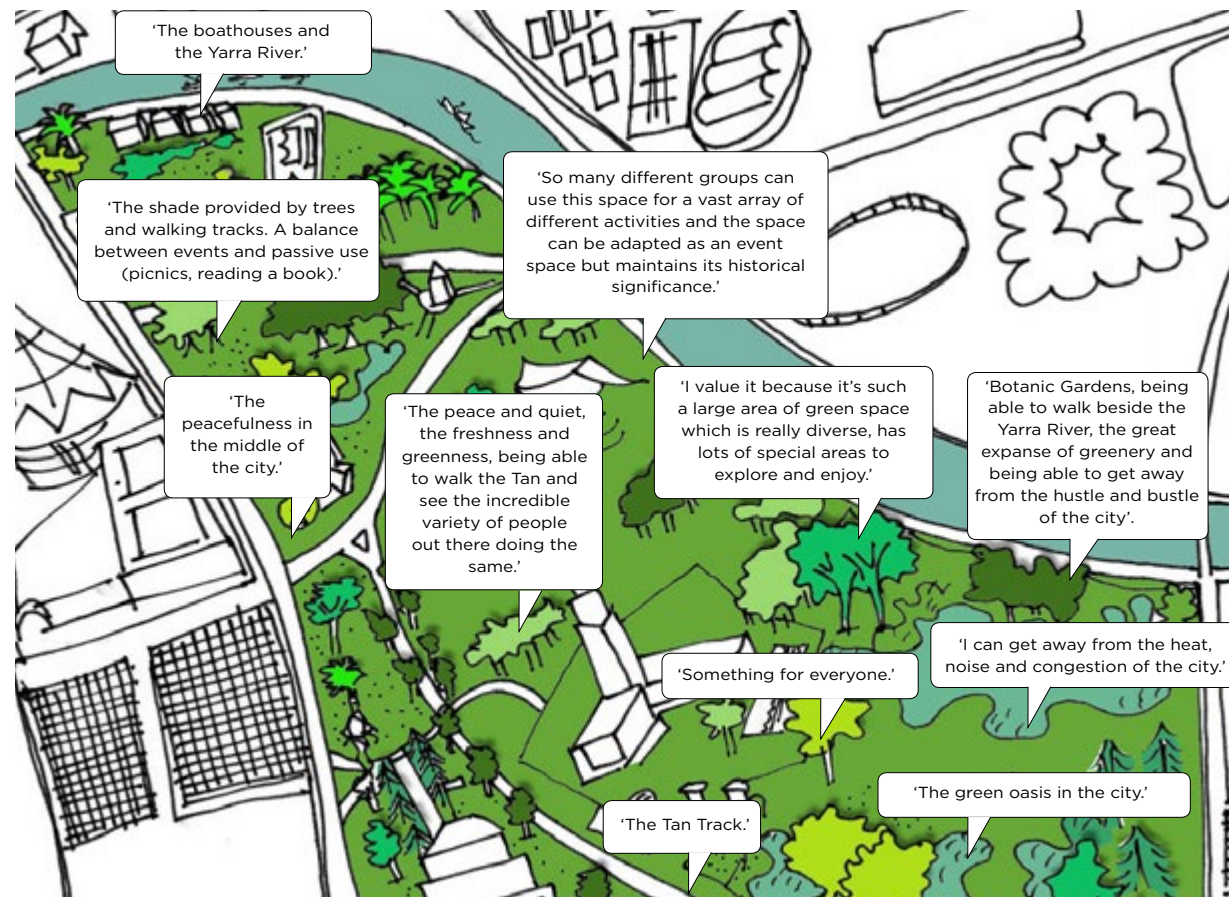 ‘The boathouses and
the Yarra River.’
‘The shade provided by trees
and walking tracks. A balance
between events and passive use
(picnics, reading a book).’
‘So many different groups can
use this space for a vast array of
different activities and the space
can be adapted as an event
space but maintains its historical
significance.’
‘The
peacefulness in
the middle of
the city.’
‘The peace and quiet,
the freshness and
greenness, being able
to walk the Tan and
see the incredible
variety of people
out there doing the
same.’
‘I value it because it’s such
a large area of green space
which is really diverse, has
lots of special areas to
explore and enjoy.’
‘Botanic Gardens, being
able to walk beside the
Yarra River, the great
expanse of greenery and
being able to get away
from the hustle and bustle
of the city’.
‘I can get away from the heat,
noise and congestion of the city.’
‘Something for everyone.’
‘The green oasis in the city.’
‘The Tan Track.’